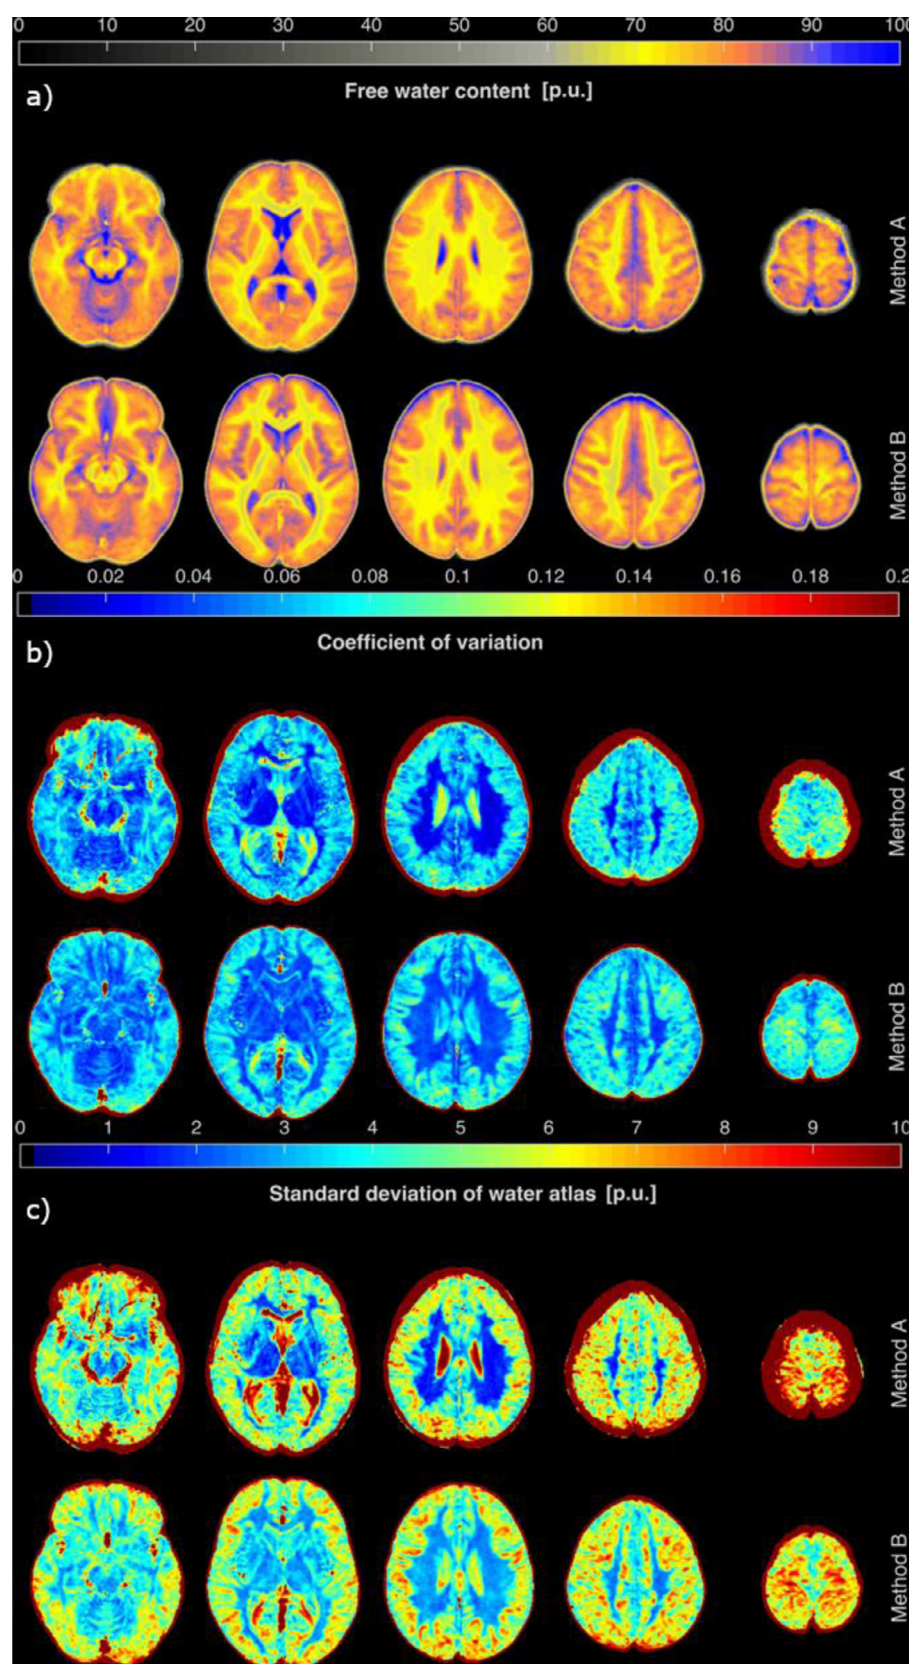 0 10 20 30 40 50 60 70 80 90 100
Free water content [p.u.]
a)
Method A
Method B
0 0.02 0.04 0.06 0.08 0.1 0.12 0.14 0.16 0.18 0.2
Coefficient of variation
b)
Method A
Method B
0 1 2 3 4 5 6 7 8 9 10
Standard deviation of water atlas [p.u.]
c)
Method A
Method B